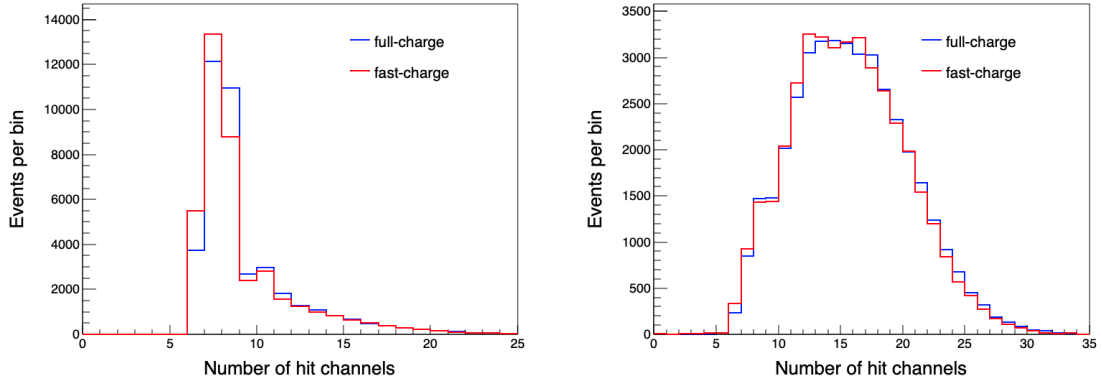 14000
12000
10000
8000
6000
4000
2000
0
0 5 10 15 20 25
Events per bin
Number of hit channels
full-charge
fast-charge
3500
3000
2500
2000
1500
1000
500
0
0 5 10 15 20 25 30 35
Events per bin
Number of hit channels
full-charge
fast-charge